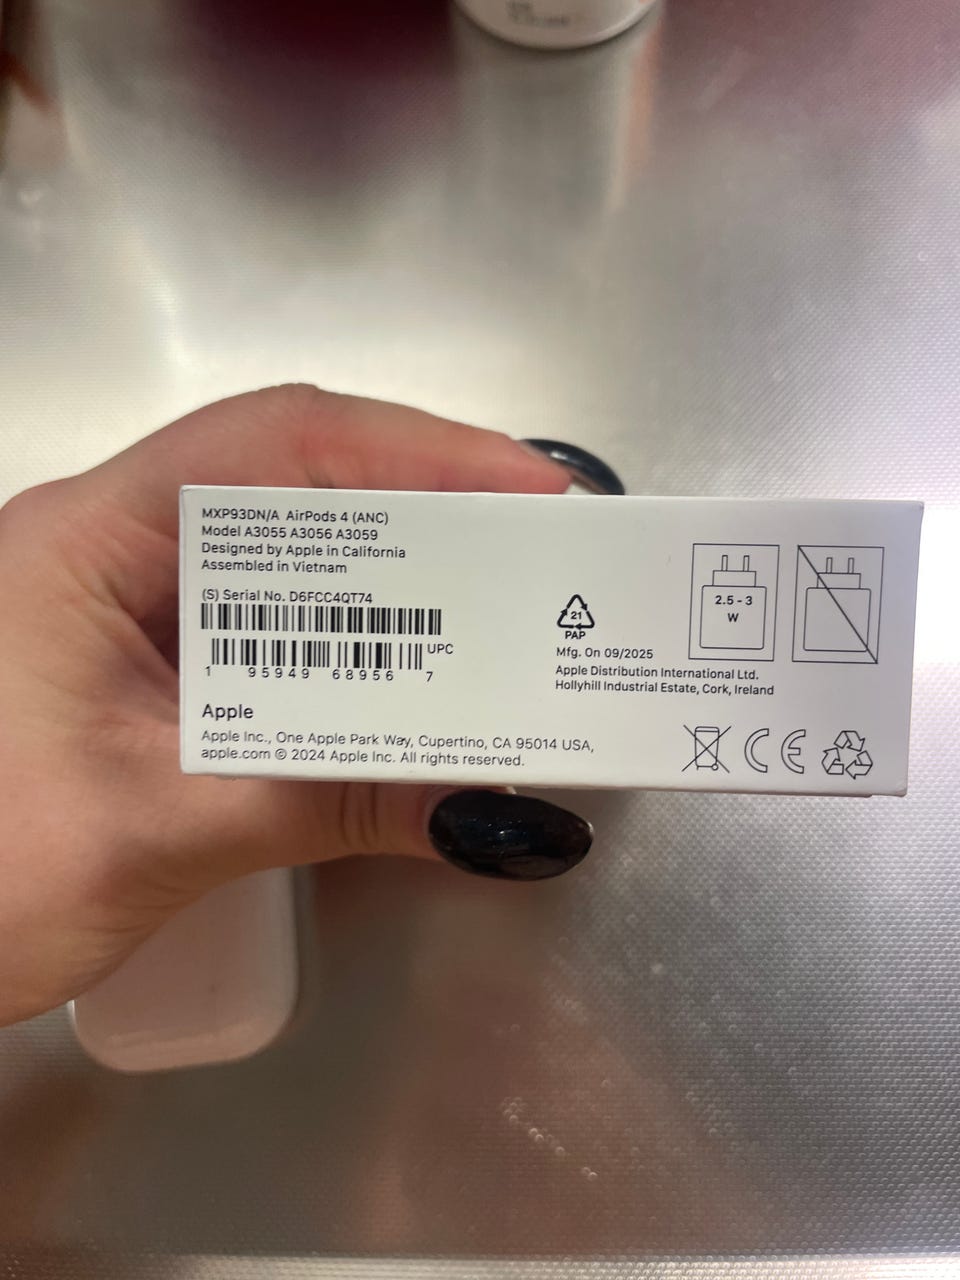 MXP93DN/A AirPods 4 (ANC)
Model A3055 A3056 A3059
Designed by Apple in California
Assembled in Vietnam
(S) Serial No. D6FCC4QT74
UPC
1 95949 68956 7
Apple
Apple Inc., One Apple Park Way, Cupertino, CA 95014 USA,
apple.com © 2024 Apple Inc. All rights reserved.
21
PAP
Mfg. On 09/2025
Apple Distribution International Ltd.
Hollyhill Industrial Estate, Cork, Ireland
2.5 - 3
W
CE